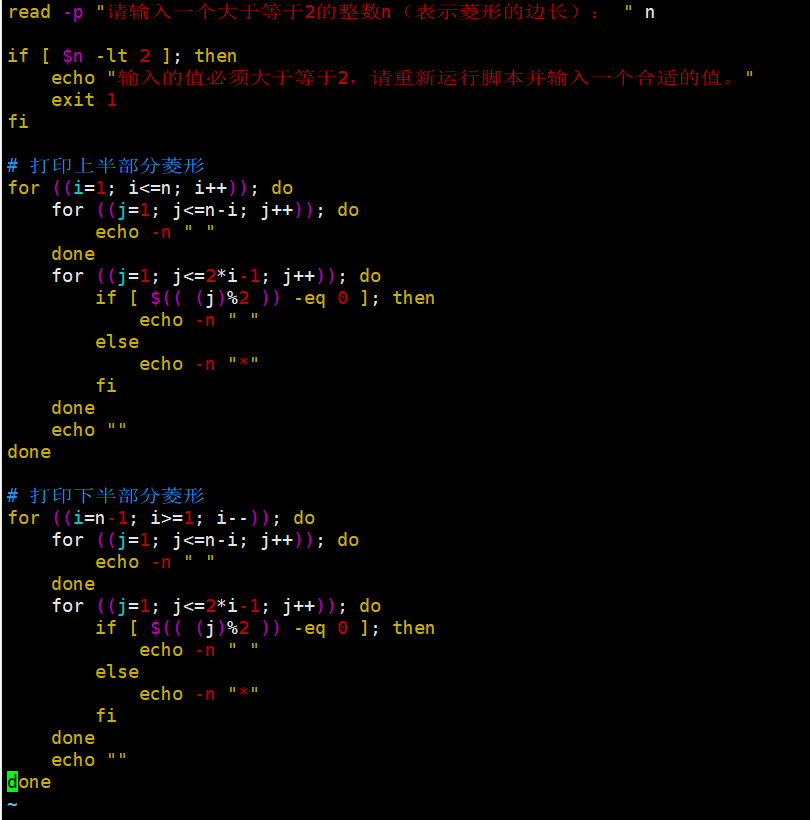 read -p "请输入一个大于等于2的整数n（表示菱形的边长）： " n

if [ $n -lt 2 ]; then
    echo "输入的值必须大于等于2，请重新运行脚本并输入一个合适的值。"
    exit 1
fi

# 打印上半部分菱形
for ((i=1; i<=n; i++)); do
    for ((j=1; j<=n-i; j++)); do
        echo -n " "
    done
    for ((j=1; j<=2*i-1; j++)); do
        if [ $(( (j)%2 )) -eq 0 ]; then
            echo -n " "
        else
            echo -n "*"
        fi
    done
    echo ""
done

# 打印下半部分菱形
for ((i=n-1; i>=1; i--)); do
    for ((j=1; j<=n-i; j++)); do
        echo -n " "
    done
    for ((j=1; j<=2*i-1; j++)); do
        if [ $(( (j)%2 )) -eq 0 ]; then
            echo -n " "
        else
            echo -n "*"
        fi
    done
    echo ""
done
~